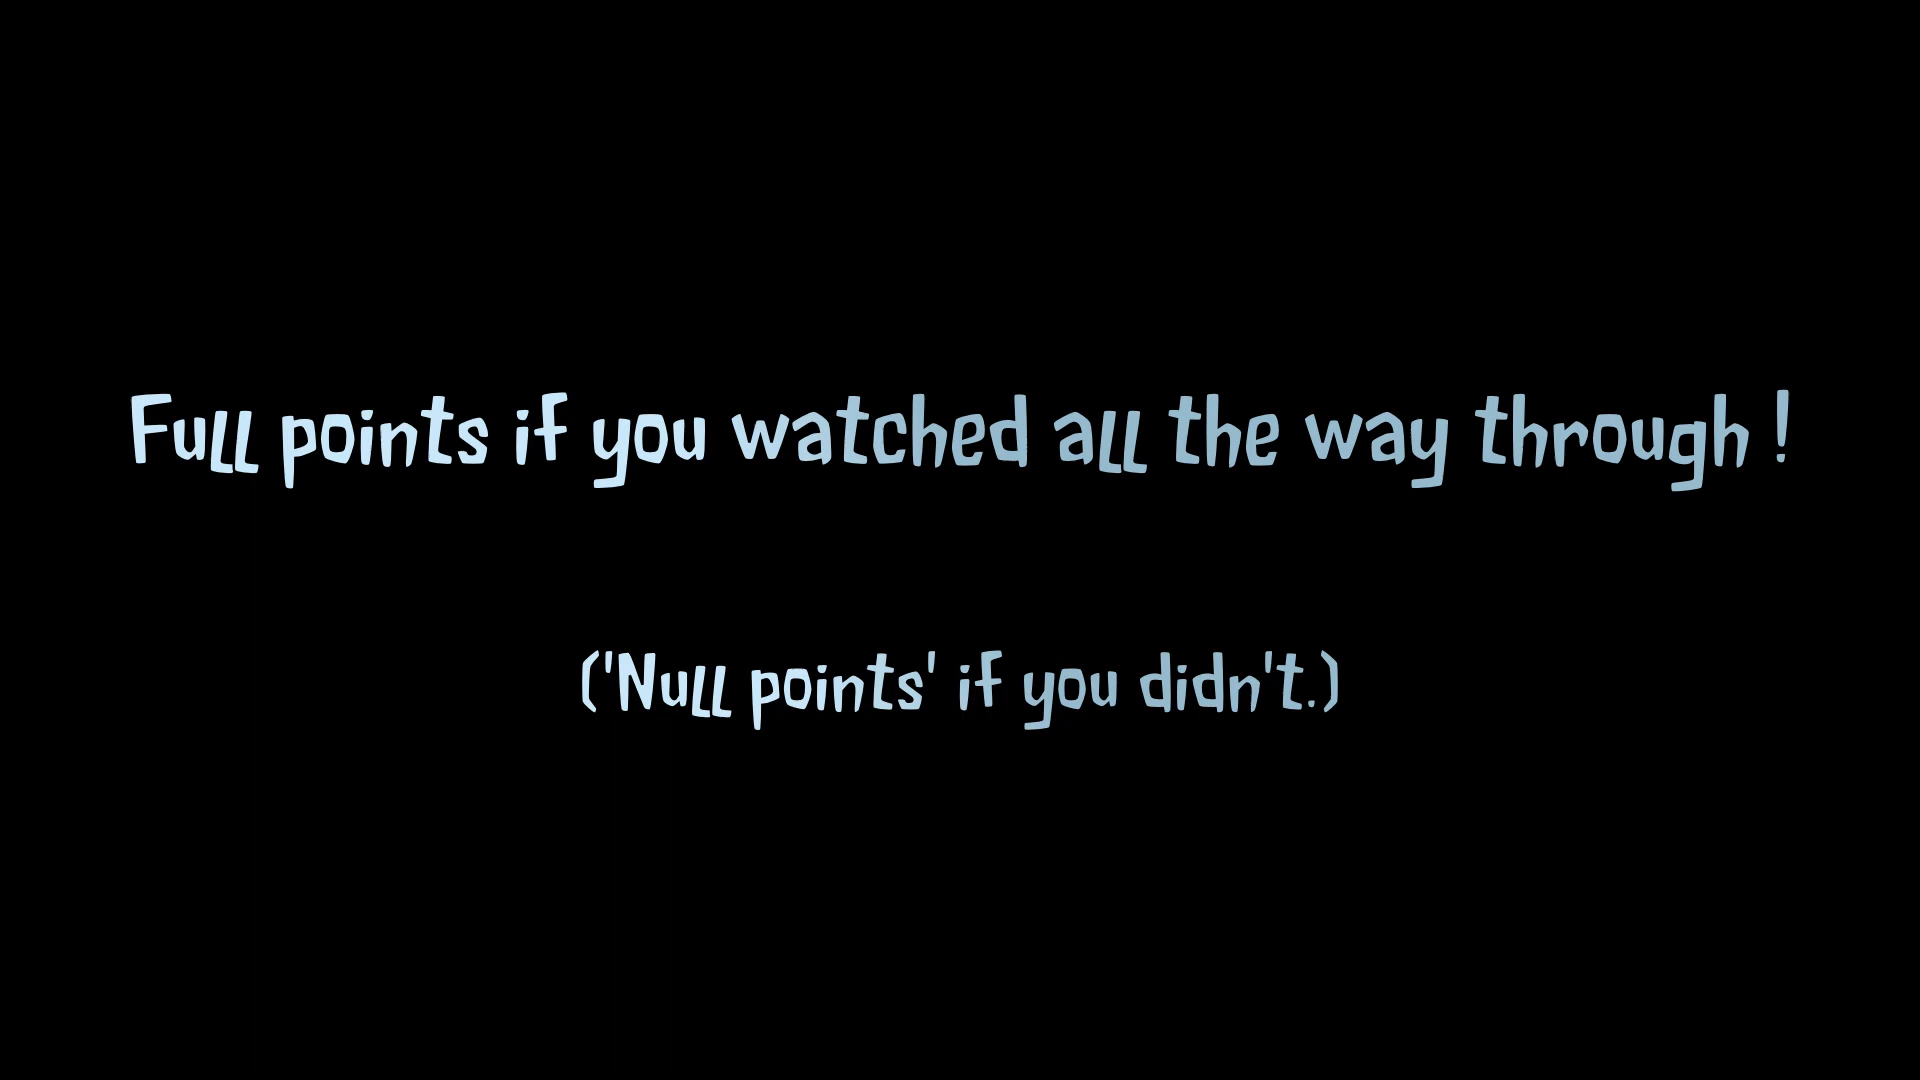 Full points if you watched all the way through !
('Null points' if you didn't.)